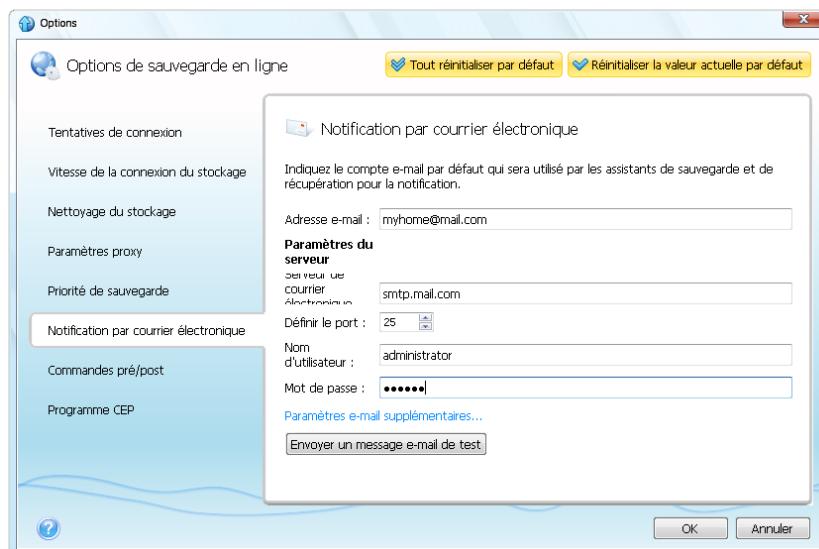 Options
Options de sauvegarde en ligne
Tout réinitialiser par défaut
Réinitialiser la valeur actuelle par défaut
Tentatives de connexion
Vitesse de la connexion du stockage
Nettoyage du stockage
Paramètres proxy
Priorité de sauvegarde
Notification par courrier électronique
Commandes pré/post
Programme CEP
Notification par courrier électronique
Indiquez le compte e-mail par défaut qui sera utilisé par les assistants de sauvegarde et de
récupération pour la notification.
Adresse e-mail : myhome@mail.com
Paramètres du
serveur
Serveur de
courrier
électronique
smtp.mail.com
Définir le port : 25
Nom
d'utilisateur : administrator
Mot de passe : ••••••
Paramètres e-mail supplémentaires...
Envoyer un message e-mail de test
OK
Annuler